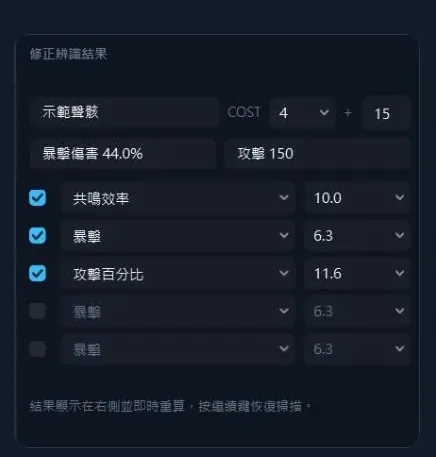 修正辨識結果
示範聲骸 COST 4 + 15
暴擊傷害 44.0% 攻擊 150
共鳴效率 10.0
暴擊 6.3
攻擊百分比 11.6
暴擊 6.3
暴擊 6.3
結果顯示在右側並即時重算，按繼續鍵恢復掃描。